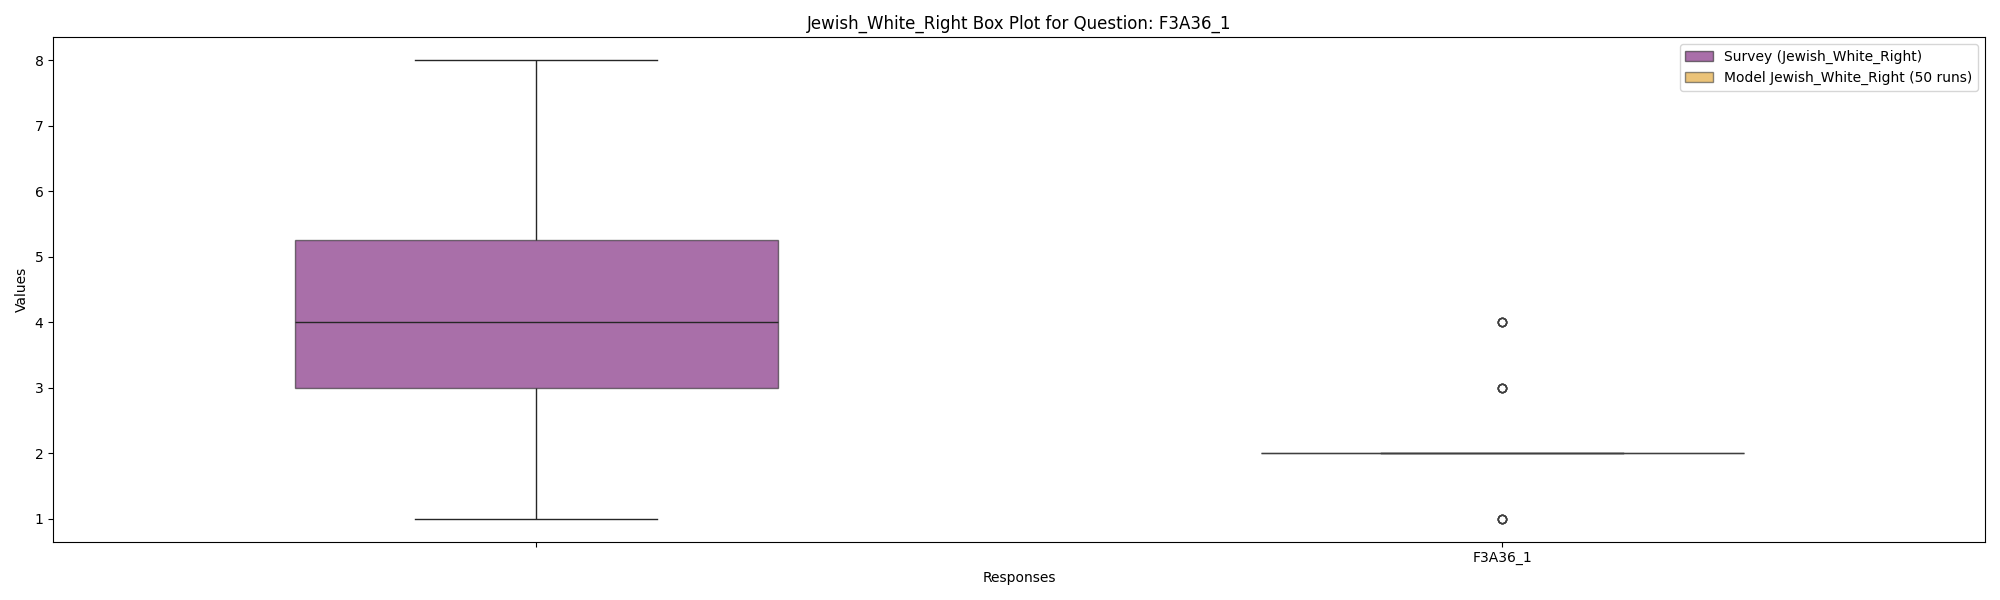 Jewish_White_Right Box Plot for Question: F3A36_1
Survey (Jewish_White_Right)
Model Jewish_White_Right (50 runs)
Values
8
7
6
5
4
3
2
1
F3A36_1
Responses